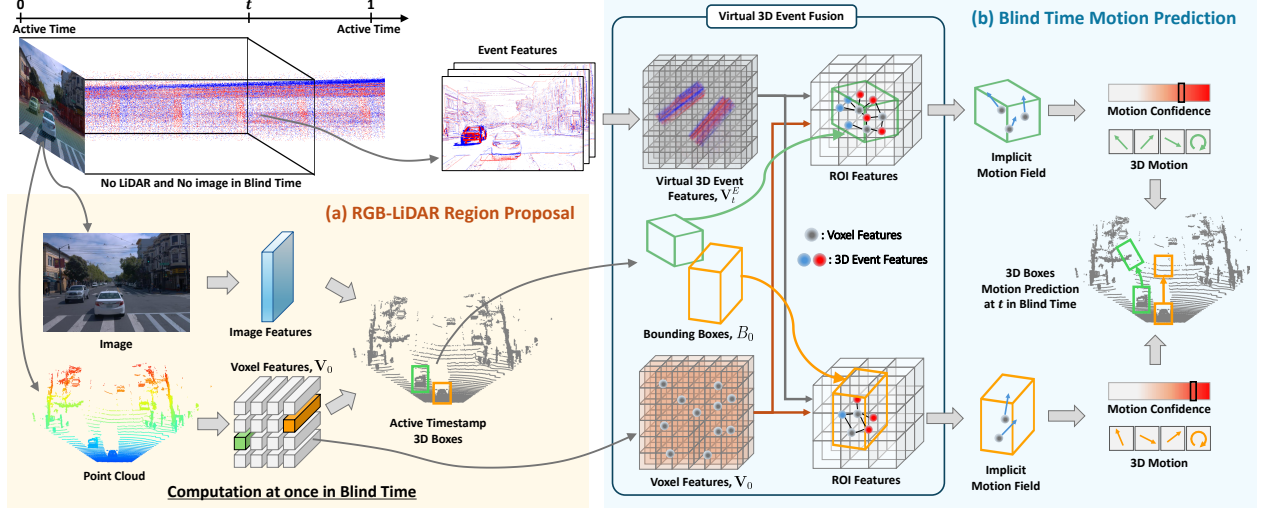 0
t
1
Active Time
Active Time
Event Features
No LiDAR and No image in Blind Time
(a) RGB-LiDAR Region Proposal
Image
Image Features
Point Cloud
Voxel Features, V_0
Active Timestamp
3D Boxes
Computation at once in Blind Time
Virtual 3D Event Fusion
(b) Blind Time Motion Prediction
Virtual 3D Event
Features, V_t^E
ROI Features
: Voxel Features
: 3D Event Features
Bounding Boxes, B_0
Voxel Features, V_0
ROI Features
Implicit
Motion Field
Motion Confidence
3D Motion
3D Boxes
Motion Prediction
at t in Blind Time
Implicit
Motion Field
Motion Confidence
3D Motion